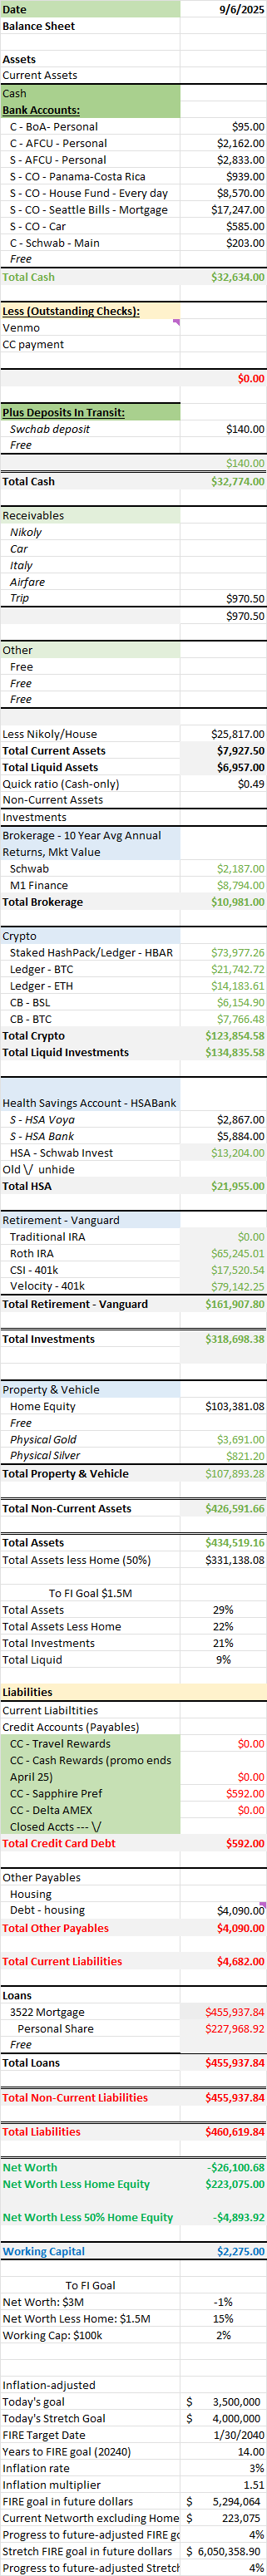 Date 9/6/2025
Balance Sheet
Assets
Current Assets
Cash
Bank Accounts:
C - BoA- Personal $95.00
C - AFCU - Personal $2,162.00
S - AFCU - Personal $2,833.00
S - CO - Panama-Costa Rica $939.00
S - CO - House Fund - Every day $8,570.00
S - CO - Seattle Bills - Mortgage $17,247.00
S - CO - Car $585.00
C - Schwab - Main $203.00
Free
Total Cash $32,634.00
Less (Outstanding Checks):
Venmo
CC payment
$0.00
Plus Deposits In Transit:
Swchab deposit $140.00
Free
$140.00
Total Cash $32,774.00
Receivables
Nikoly
Car
Italy
Airfare
Trip $970.50
$970.50
Other
Free
Free
Free
Less Nikoly/House $25,817.00
Total Current Assets $7,927.50
Total Liquid Assets $6,957.00
Quick ratio (Cash-only) $0.49
Non-Current Assets
Investments
Brokerage - 10 Year Avg Annual
Returns, Mkt Value
Schwab $2,187.00
M1 Finance $8,794.00
Total Brokerage $10,981.00
Crypto
Staked HashPack/Ledger - HBAR $73,977.26
Ledger - BTC $21,742.72
Ledger - ETH $14,183.61
CB - BSL $6,154.90
CB - BTC $7,766.48
Total Crypto $123,854.58
Total Liquid Investments $134,835.58
Health Savings Account - HSABank
S - HSA Voya $2,867.00
S - HSA Bank $5,884.00
HSA - Schwab Invest $13,204.00
Old \/ unhide
Total HSA $21,955.00
Retirement - Vanguard
Traditional IRA $0.00
Roth IRA $65,245.01
CSI - 401k $17,520.54
Velocity - 401k $79,142.25
Total Retirement - Vanguard $161,907.80
Total Investments $318,698.38
Property & Vehicle
Home Equity $103,381.08
Free
Physical Gold $3,691.00
Physical Silver $821.20
Total Property & Vehicle $107,893.28
Total Non-Current Assets $426,591.66
Total Assets $434,519.16
Total Assets less Home (50%) $331,138.08
To FI Goal $1.5M
Total Assets 29%
Total Assets Less Home 22%
Total Investments 21%
Total Liquid 9%
Liabilities
Current Liabiltities
Credit Accounts (Payables)
CC - Travel Rewards $0.00
CC - Cash Rewards (promo ends
April 25) $0.00
CC - Sapphire Pref $592.00
CC - Delta AMEX $0.00
Closed Accts --- \/
Total Credit Card Debt $592.00
Other Payables
Housing
Debt - housing $4,090.00
Total Other Payables $4,090.00
Total Current Liabilities $4,682.00
Loans
3522 Mortgage $455,937.84
Personal Share $227,968.92
Free
Total Loans $455,937.84
Total Non-Current Liabilities $455,937.84
Total Liabilities $460,619.84
Net Worth -$26,100.68
Net Worth Less Home Equity $223,075.00
Net Worth Less 50% Home Equity -$4,893.92
Working Capital $2,275.00
To FI Goal
Net Worth: $3M -1%
Net Worth Less Home: $1.5M 15%
Working Cap: $100k 2%
Inflation-adjusted
Today's goal $ 3,500,000
Today's Stretch Goal $ 4,000,000
FIRE Target Date 1/30/2040
Years to FIRE goal (20240) 14.00
Inflation rate 3%
Inflation multiplier 1.51
FIRE goal in future dollars $ 5,294,064
Current Networth excluding Home $ 223,075
Progress to future-adjusted FIRE go 4%
Stretch FIRE goal in future dollars $ 6,050,358.90
Progress to future-adjusted Stretch 4%